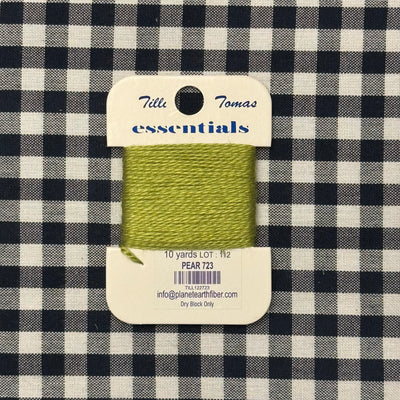 Tilli Tomas
essentials
10 yards LOT : 112
PEAR 723
TILL122723
info@planetearthfiber.com
Dry Block Only